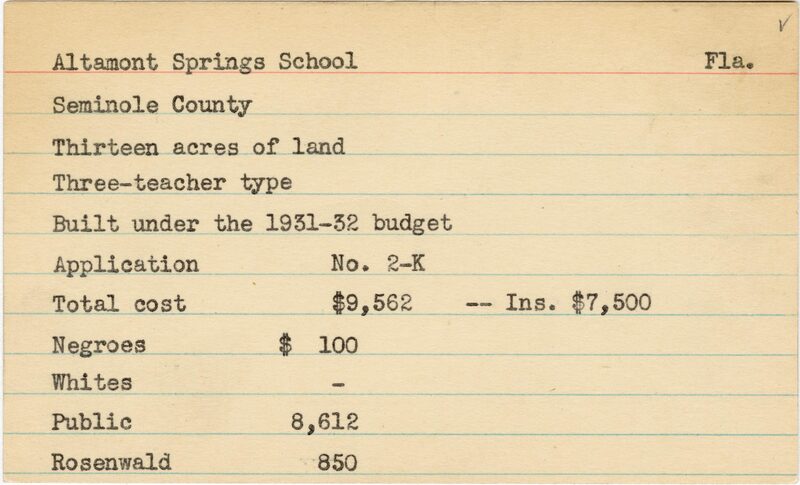 ✓
Altamont Springs School Fla.
Seminole County
Thirteen acres of land
Three-teacher type
Built under the 1931-32 budget
Application No. 2-K
Total cost $9,562 -- Ins. $7,500
Negroes $ 100
Whites -
Public 8,612
Rosenwald 850